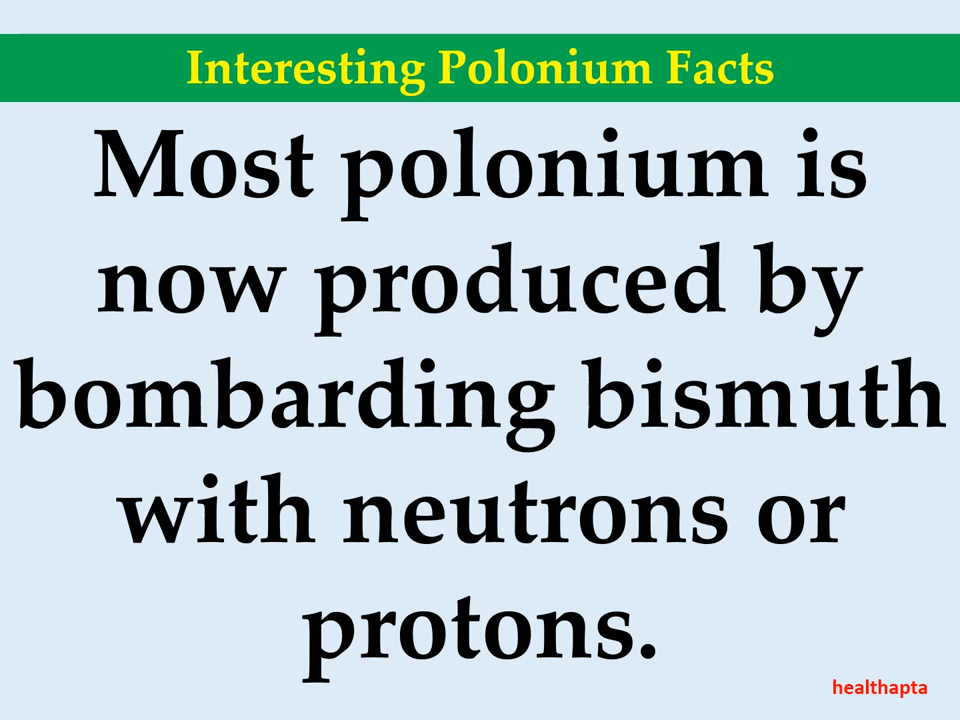 Interesting Polonium Facts
Most polonium is
now produced by
bombarding bismuth
with neutrons or
protons.
healthapta